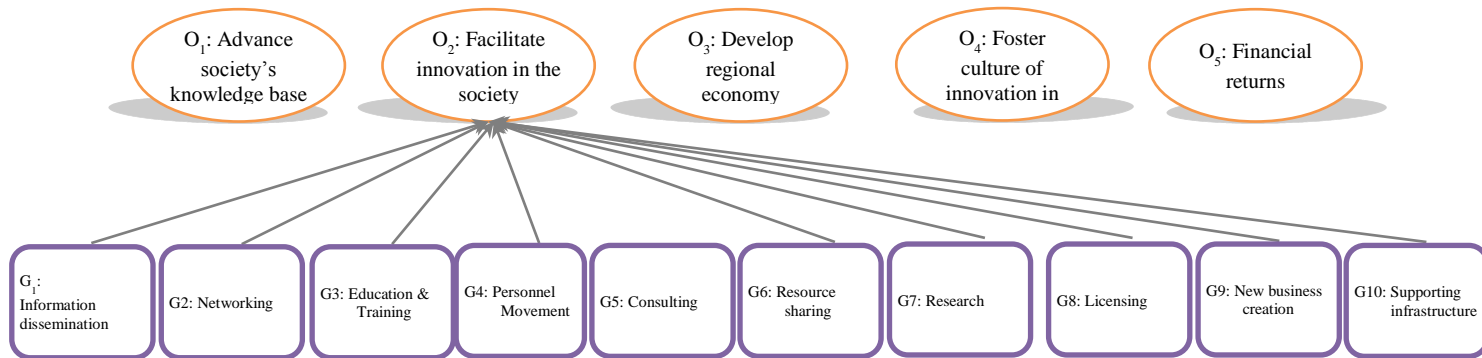 O₁: Advance
society's
knowledge base
O₂: Facilitate
innovation in the
society
O₃: Develop
regional
economy
O₄: Foster
culture of
innovation in
O₅: Financial
returns
G₁:
Information
dissemination
G2: Networking
G3: Education &
Training
G4: Personnel
Movement
G5: Consulting
G6: Resource
sharing
G7: Research
G8: Licensing
G9: New business
creation
G10: Supporting
infrastructure